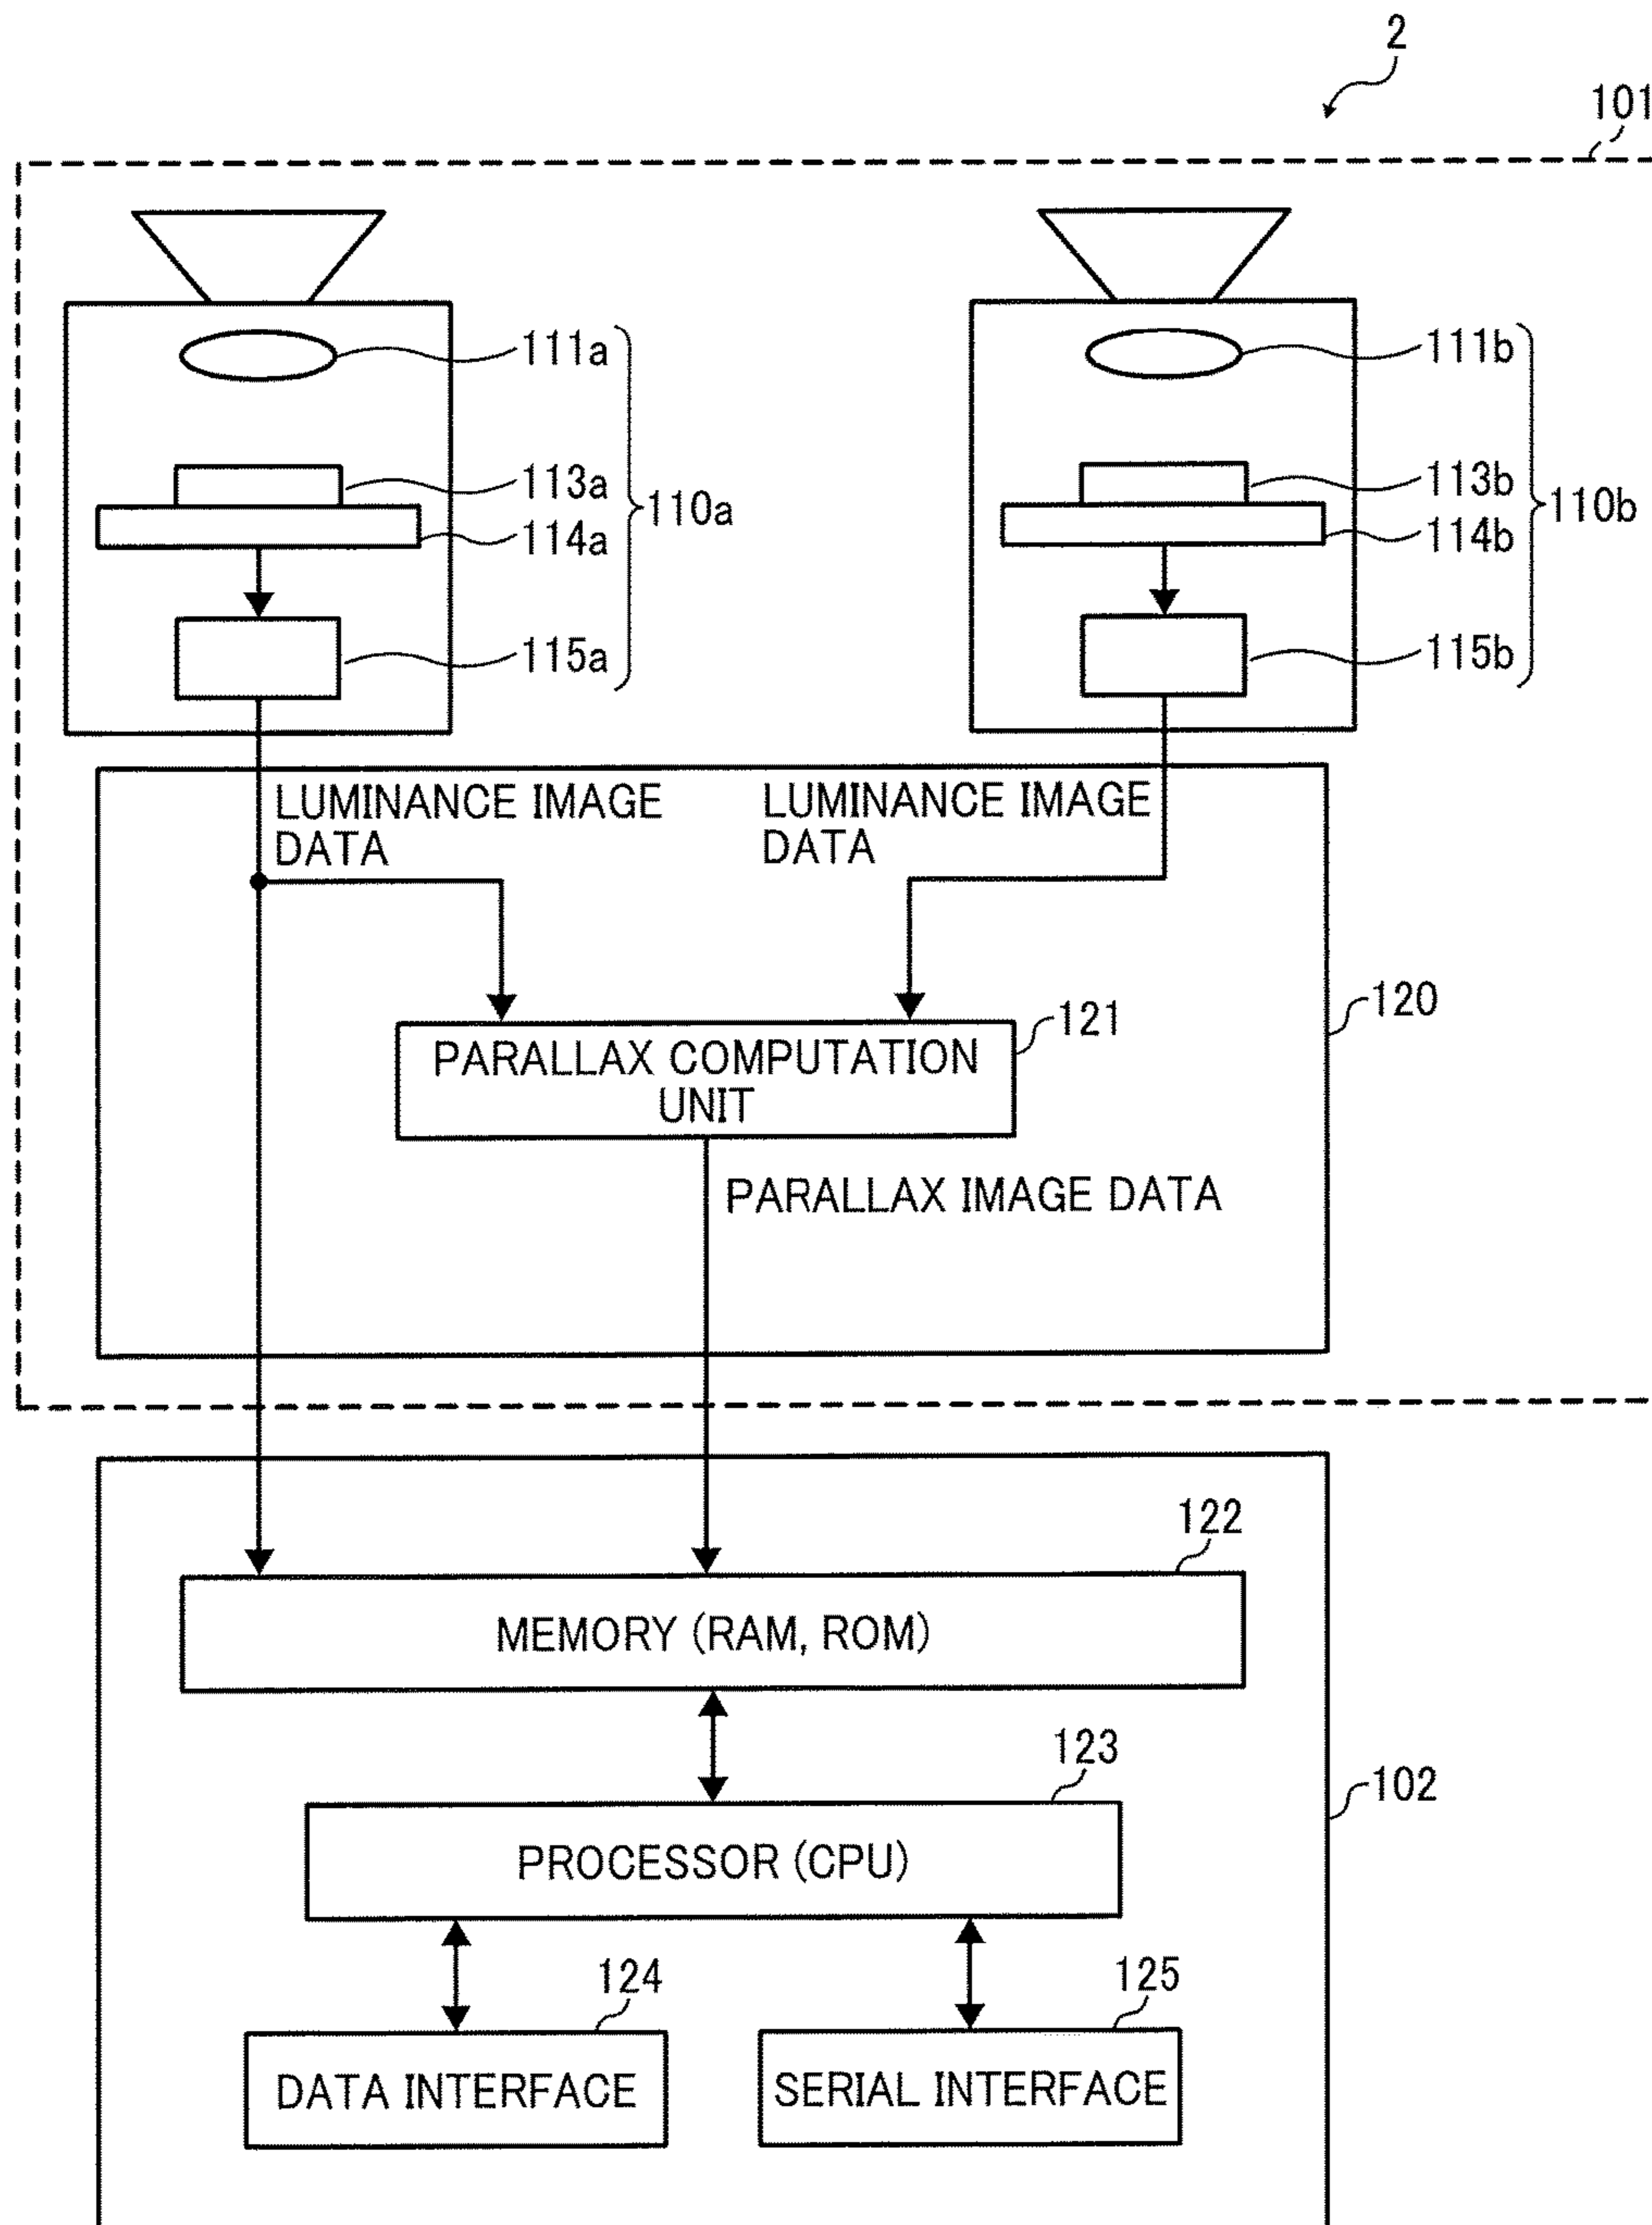 2
101
111a
111b
113a
113b
110a
110b
114a
114b
115a
115b
LUMINANCE IMAGE
DATA
LUMINANCE IMAGE
DATA
120
121
PARALLAX COMPUTATION
UNIT
PARALLAX IMAGE DATA
122
MEMORY (RAM, ROM)
123
102
PROCESSOR (CPU)
124
125
DATA INTERFACE
SERIAL INTERFACE